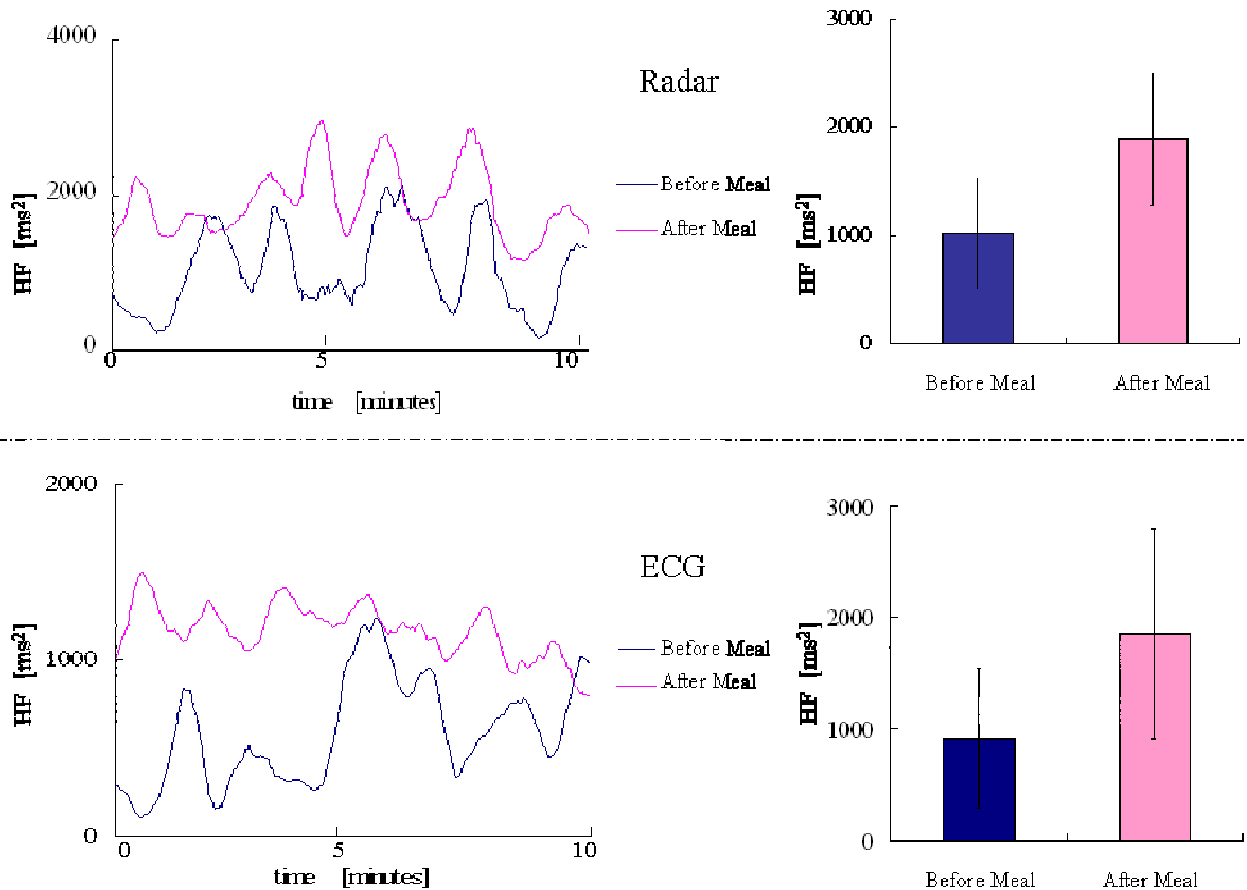 4000
2000
0
HF [ms²]
0 5 10
time [minutes]
Radar
Before Meal
After Meal
3000
2000
1000
0
HF [ms²]
Before Meal After Meal
2000
1000
0
HF [ms²]
0 5 10
time [minutes]
ECG
Before Meal
After Meal
3000
2000
1000
0
HF [ms²]
Before Meal After Meal